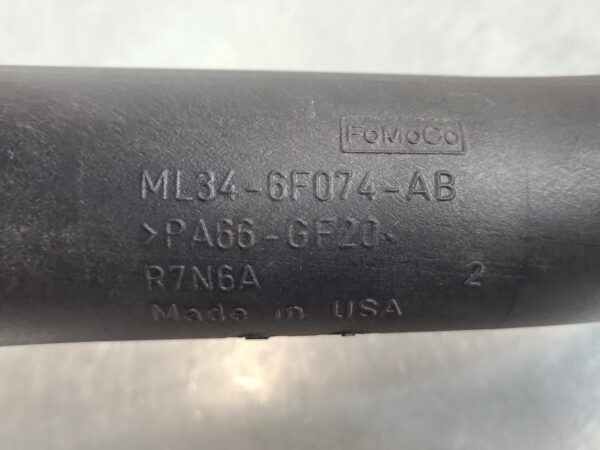 FoMoCo
ML34-6F074-AB
>PA66-GF20<
R7N6A 2
Made in USA